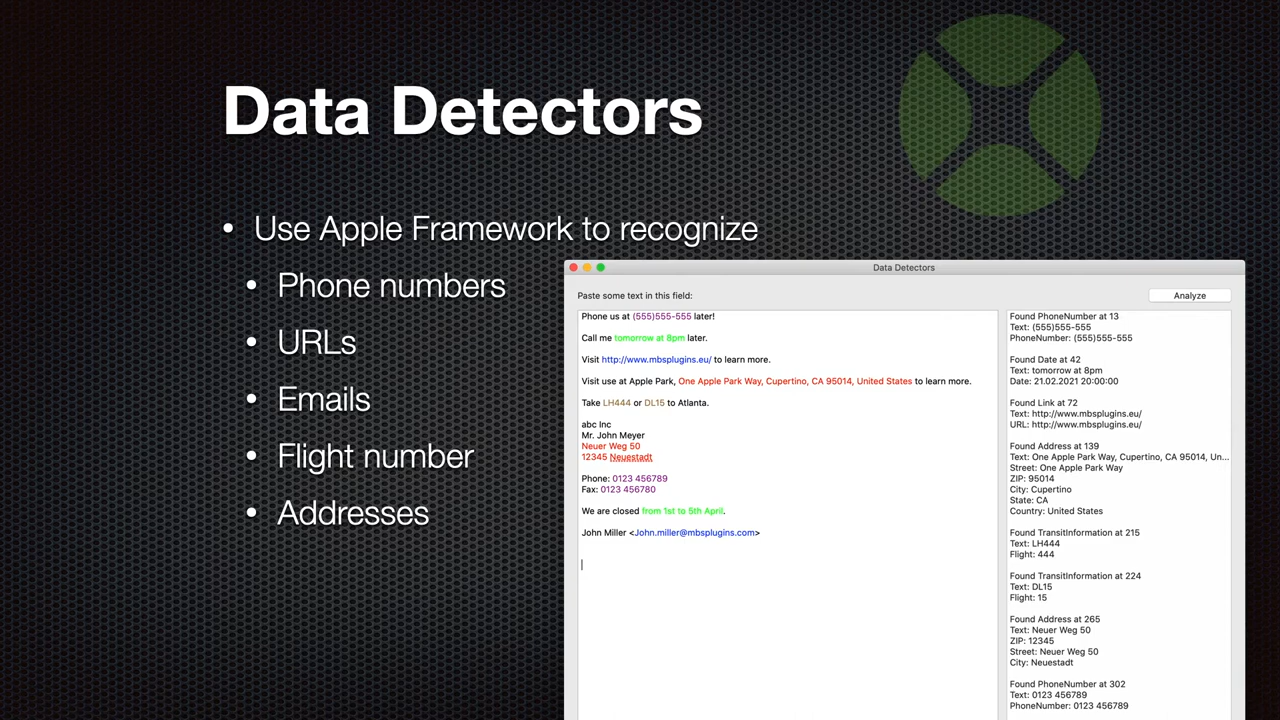 Data Detectors
• Use Apple Framework to recognize
• Phone numbers
• URLs
• Emails
• Flight number
• Addresses
Data Detectors
Paste some text in this field:
Analyze
Phone us at (555)555-555 later!
Call me tomorrow at 8pm later.
Visit http://www.mbsplugins.eu/ to learn more.
Visit use at Apple Park, One Apple Park Way, Cupertino, CA 95014, United States to learn more.
Take LH444 or DL15 to Atlanta.
abc Inc
Mr. John Meyer
Neuer Weg 50
12345 Neuestadt
Phone: 0123 456789
Fax: 0123 456780
We are closed from 1st to 5th April.
John Miller <John.miller@mbsplugins.com>
Found PhoneNumber at 13
Text: (555)555-555
PhoneNumber: (555)555-555
Found Date at 42
Text: tomorrow at 8pm
Date: 21.02.2021 20:00:00
Found Link at 72
Text: http://www.mbsplugins.eu/
URL: http://www.mbsplugins.eu/
Found Address at 139
Text: One Apple Park Way, Cupertino, CA 95014, Un...
Street: One Apple Park Way
ZIP: 95014
City: Cupertino
State: CA
Country: United States
Found TransitInformation at 215
Text: LH444
Flight: 444
Found TransitInformation at 224
Text: DL15
Flight: 15
Found Address at 265
Text: Neuer Weg 50
ZIP: 12345
Street: Neuer Weg 50
City: Neuestadt
Found PhoneNumber at 302
Text: 0123 456789
PhoneNumber: 0123 456789